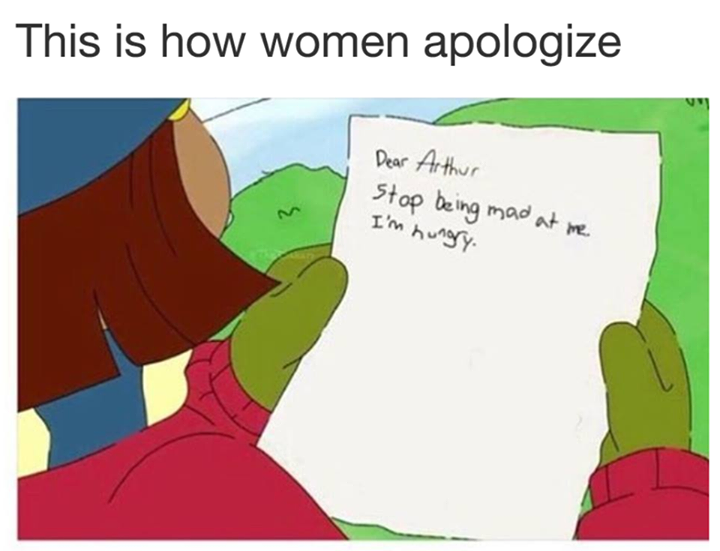 This is how women apologize
Dear Arthur
Stop being mad at me.
I'm hungry.